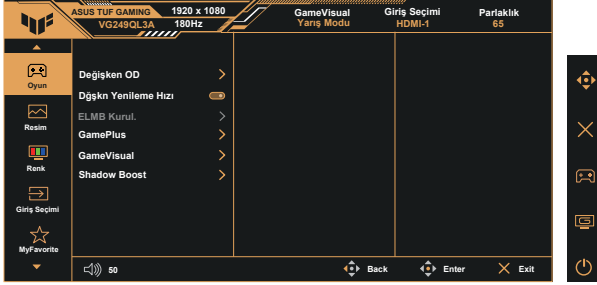 ASUS TUF GAMING 1920 x 1080 GameVisual Giriş Seçimi Parlaklık
VG249QL3A 180Hz Yarış Modu HDMI-1 65
Oyun
Resim
Renk
Giriş Seçimi
MyFavorite
Değişken OD
Dğşkn Yenileme Hızı
ELMB Kurul.
GamePlus
GameVisual
Shadow Boost
50 Back Enter Exit